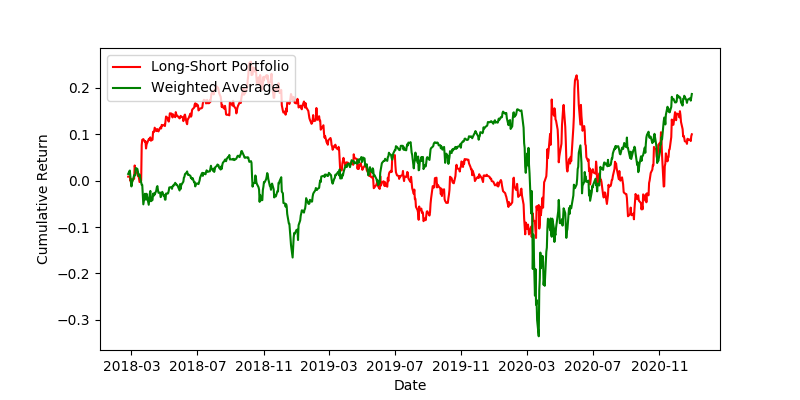 Long-Short Portfolio
Weighted Average
0.2
0.1
0.0
−0.1
−0.2
−0.3
Cumulative Return
2018-03 2018-07 2018-11 2019-03 2019-07 2019-11 2020-03 2020-07 2020-11
Date